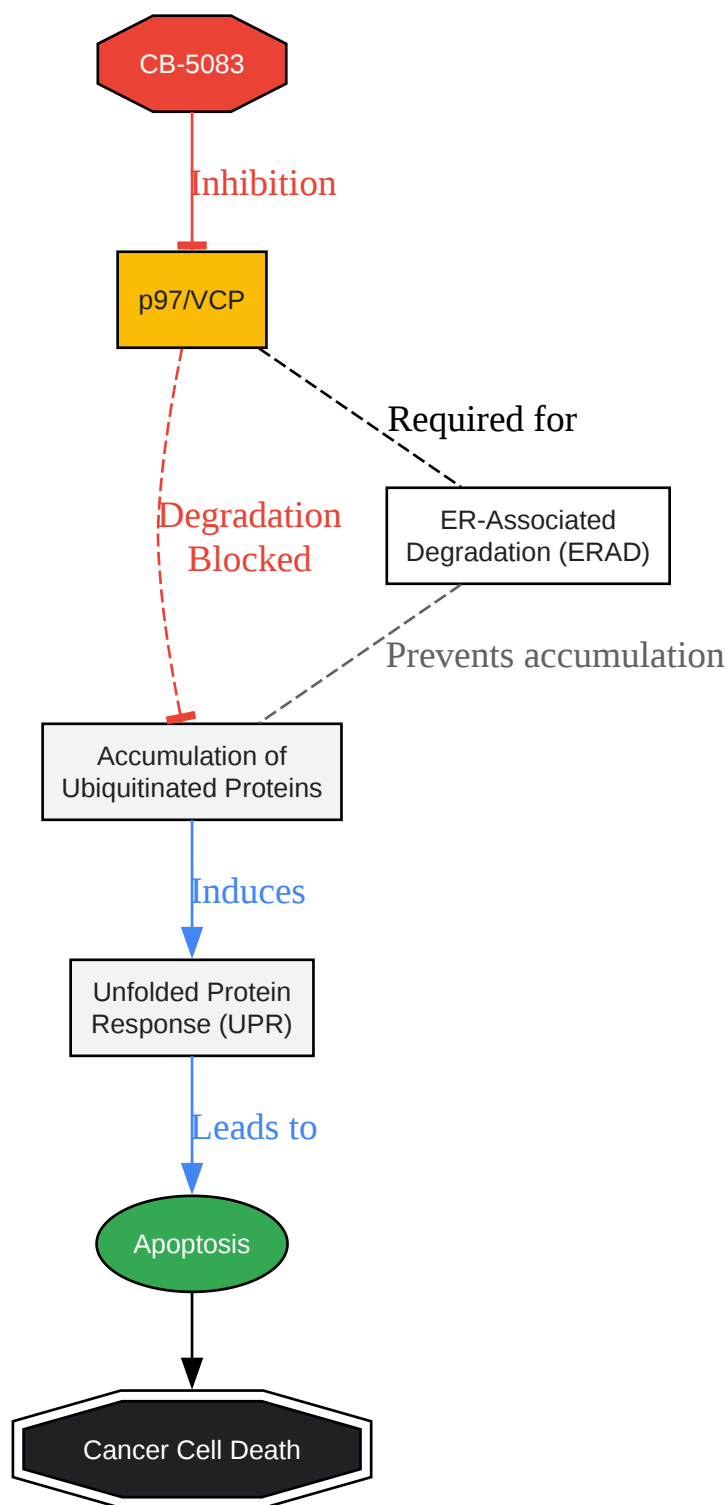 CB-5083
Inhibition
p97/VCP
Required for
Degradation
Blocked
ER-Associated
Degradation (ERAD)
Prevents accumulation
Accumulation of
Ubiquitinated Proteins
Induces
Unfolded Protein
Response (UPR)
Leads to
Apoptosis
Cancer Cell Death